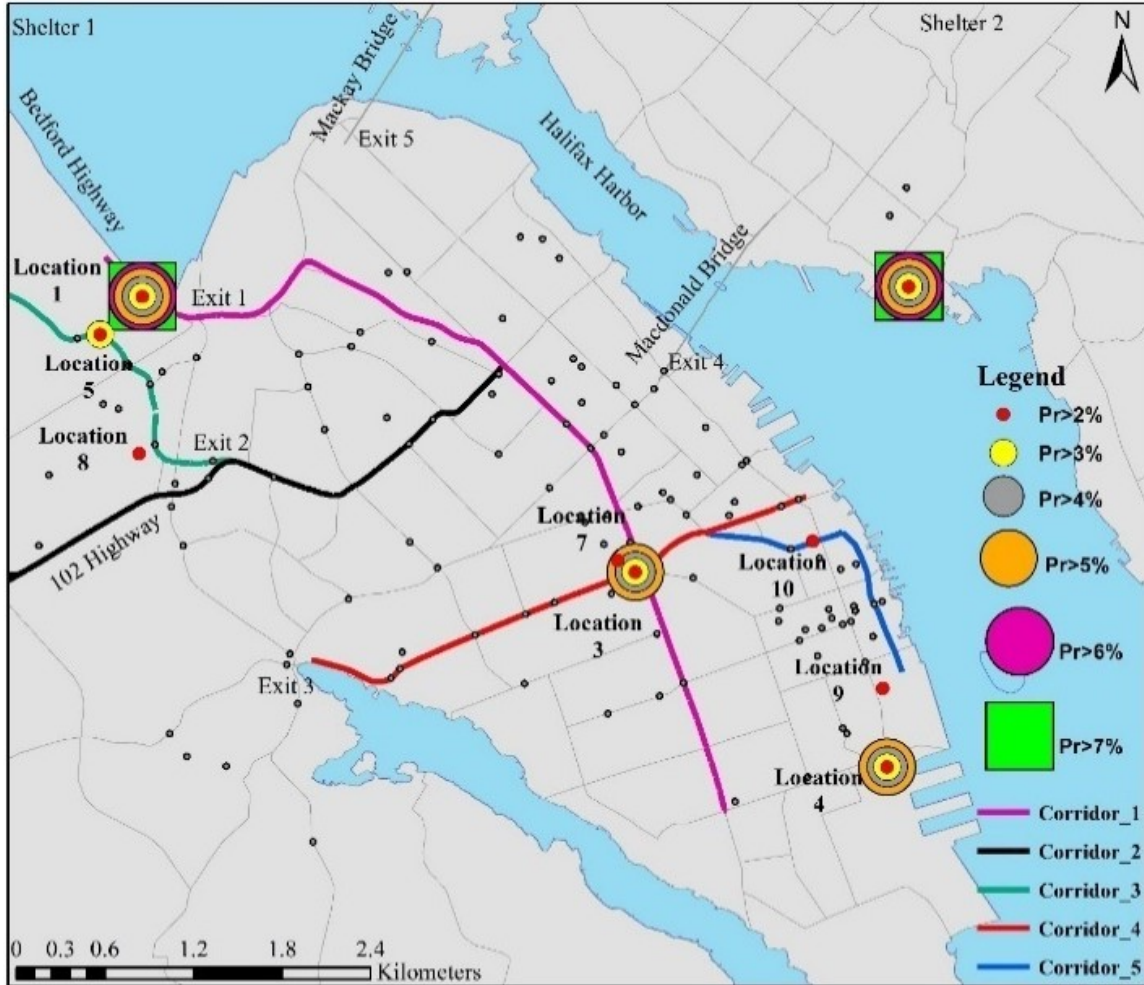 Shelter 1
Shelter 2
N
Bedford Highway
Mackay Bridge
Exit 5
Halifax Harbor
Macdonald Bridge
Location
1
Exit 1
Location
5
Exit 4
Location
8
Exit 2
102 Highway
Location
7
Location
10
Location
3
Exit 3
Location
9
Location
4
Legend
Pr>2%
Pr>3%
Pr>4%
Pr>5%
Pr>6%
Pr>7%
Corridor_1
Corridor_2
Corridor_3
Corridor_4
Corridor_5
0 0.3 0.6 1.2 1.8 2.4
Kilometers